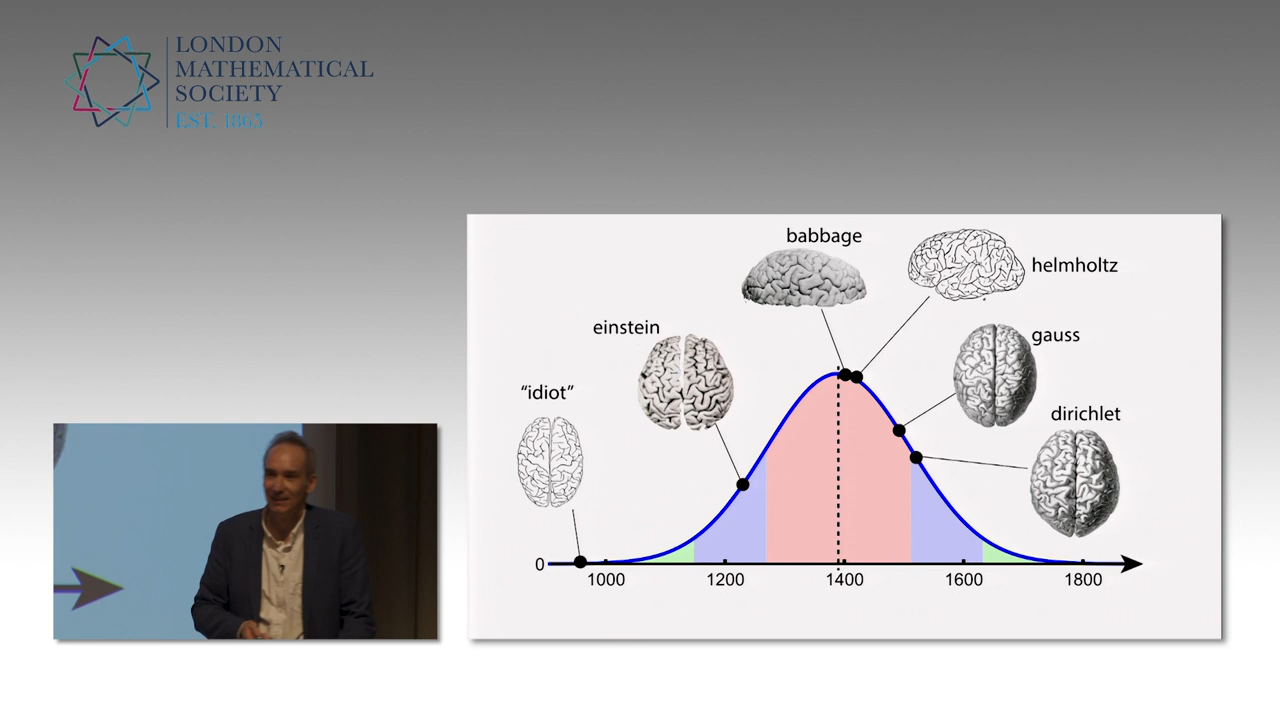 LONDON
MATHEMATICAL
SOCIETY
EST. 1865
babbage
helmholtz
einstein
gauss
“idiot”
dirichlet
0
1000 1200 1400 1600 1800